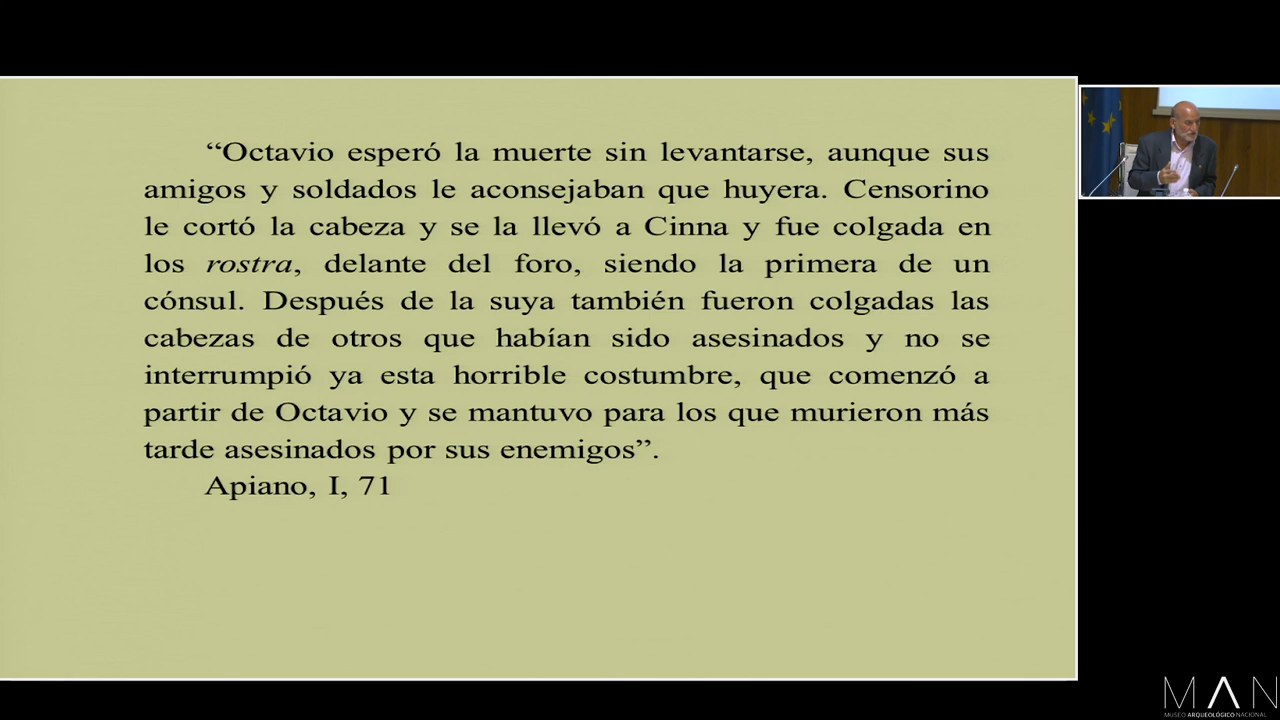 “Octavio esperó la muerte sin levantarse, aunque sus
amigos y soldados le aconsejaban que huyera. Censorino
le cortó la cabeza y se la llevó a Cinna y fue colgada en
los rostra, delante del foro, siendo la primera de un
cónsul. Después de la suya también fueron colgadas las
cabezas de otros que habían sido asesinados y no se
interrumpió ya esta horrible costumbre, que comenzó a
partir de Octavio y se mantuvo para los que murieron más
tarde asesinados por sus enemigos”.
Apiano, I, 71
MAN
MUSEO ARQUEOLÓGICO NACIONAL